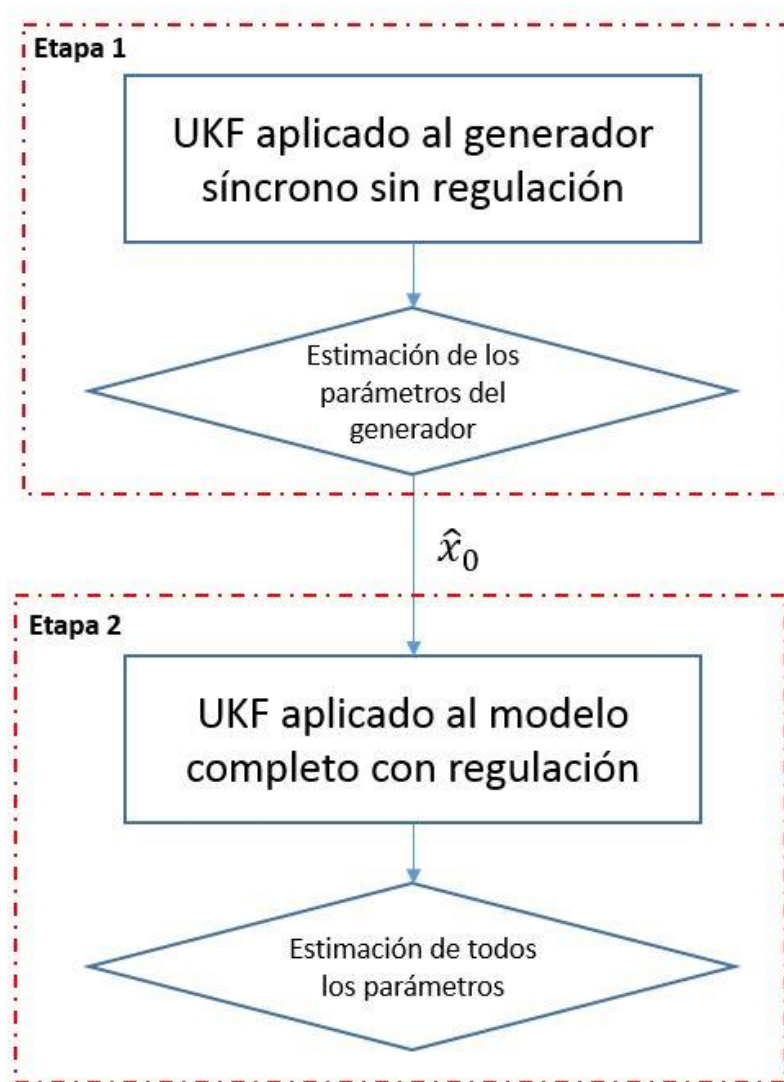 Etapa 1
UKF aplicado al generador
síncrono sin regulación
Estimación de los
parámetros del
generador
x̂₀
Etapa 2
UKF aplicado al modelo
completo con regulación
Estimación de todos
los parámetros